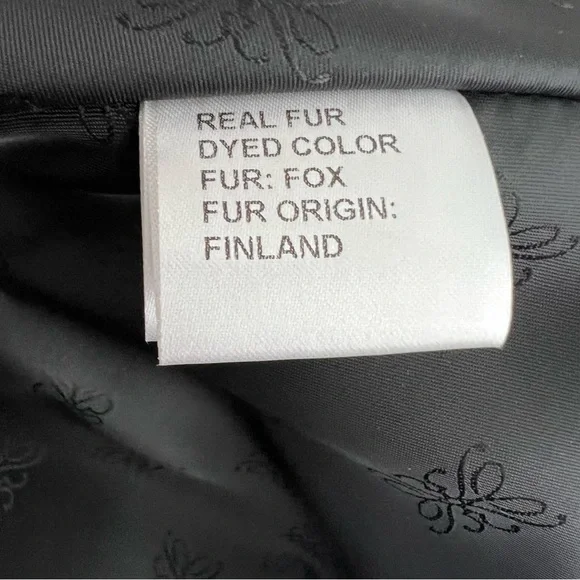 REAL FUR
DYED COLOR
FUR: FOX
FUR ORIGIN:
FINLAND